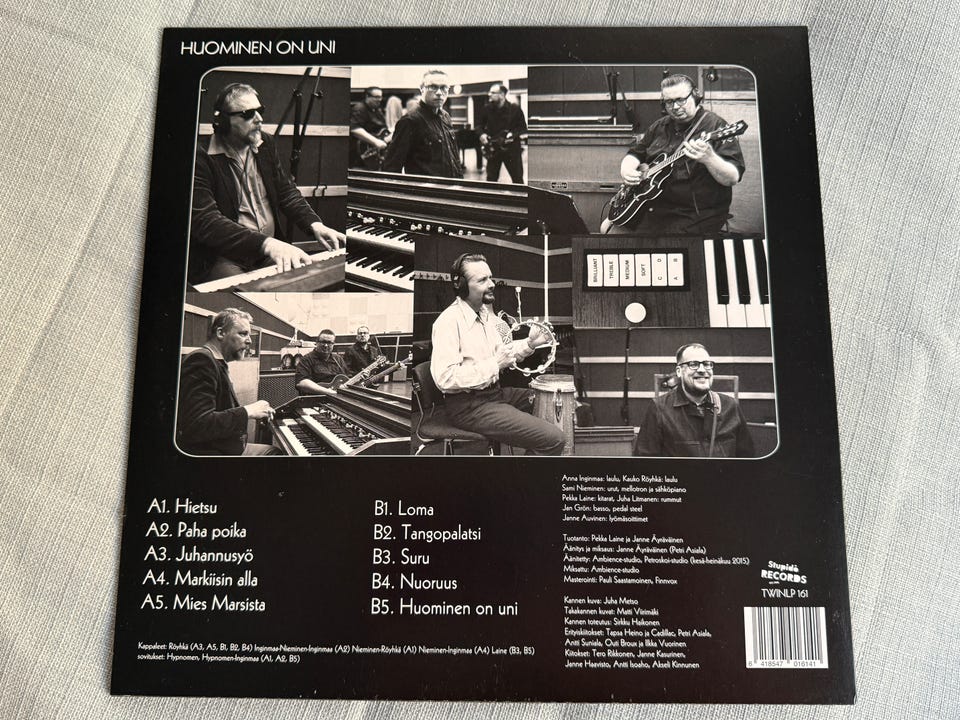 HUOMINEN ON UNI
BRILLIANT
TREBLE
MEDIUM
SOFT
C D
A B
A1. Hietsu
A2. Paha poika
A3. Juhannusyö
A4. Markiisin alla
A5. Mies Marsista
B1. Loma
B2. Tangopalatsi
B3. Suru
B4. Nuoruus
B5. Huominen on uni
Kappaleet: Röyhkä (A3, A5, B1, B2, B4) Inginmaa-Nieminen-Inginmaa (A2) Nieminen-Röyhkä (A1) Nieminen-Inginmaa (A4) Laine (B3, B5)
sovitukset: Hypnomen, Hypnomen-Inginmaa (A1, A2, B5)
Anna Inginmaa: laulu, Kauko Röyhkä: laulu
Sami Nieminen: urut, mellotron ja sähköpiano
Pekka Laine: kitarat, Juha Litmanen: rummut
Jan Grön: basso, pedal steel
Janne Auvinen: lyömäsoittimet
Tuotanto: Pekka Laine ja Janne Äyräväinen
Äänitys ja miksaus: Janne Äyräväinen (Petri Asiala)
Äänitetty: Ambience-studio, Petroskoi-studio (kesä-heinäkuu 2015)
Miksattu: Ambience-studio
Masterointi: Pauli Saastamoinen, Finnvox
Kannen kuva: Juha Metso
Takakannen kuvat: Matti Viirimäki
Kannen toteutus: Sirkku Haikonen
Erityiskiitokset: Tapsa Heino ja Cadillac, Petri Asiala,
Antti Suniala, Outi Broux ja Ilkka Vuorinen
Kiitokset: Tero Rikkonen, Janne Kasurinen,
Janne Haavisto, Antti Isoaho, Akseli Kinnunen
Stupido
RECORDS
TWINLP 161
6 418547 016141